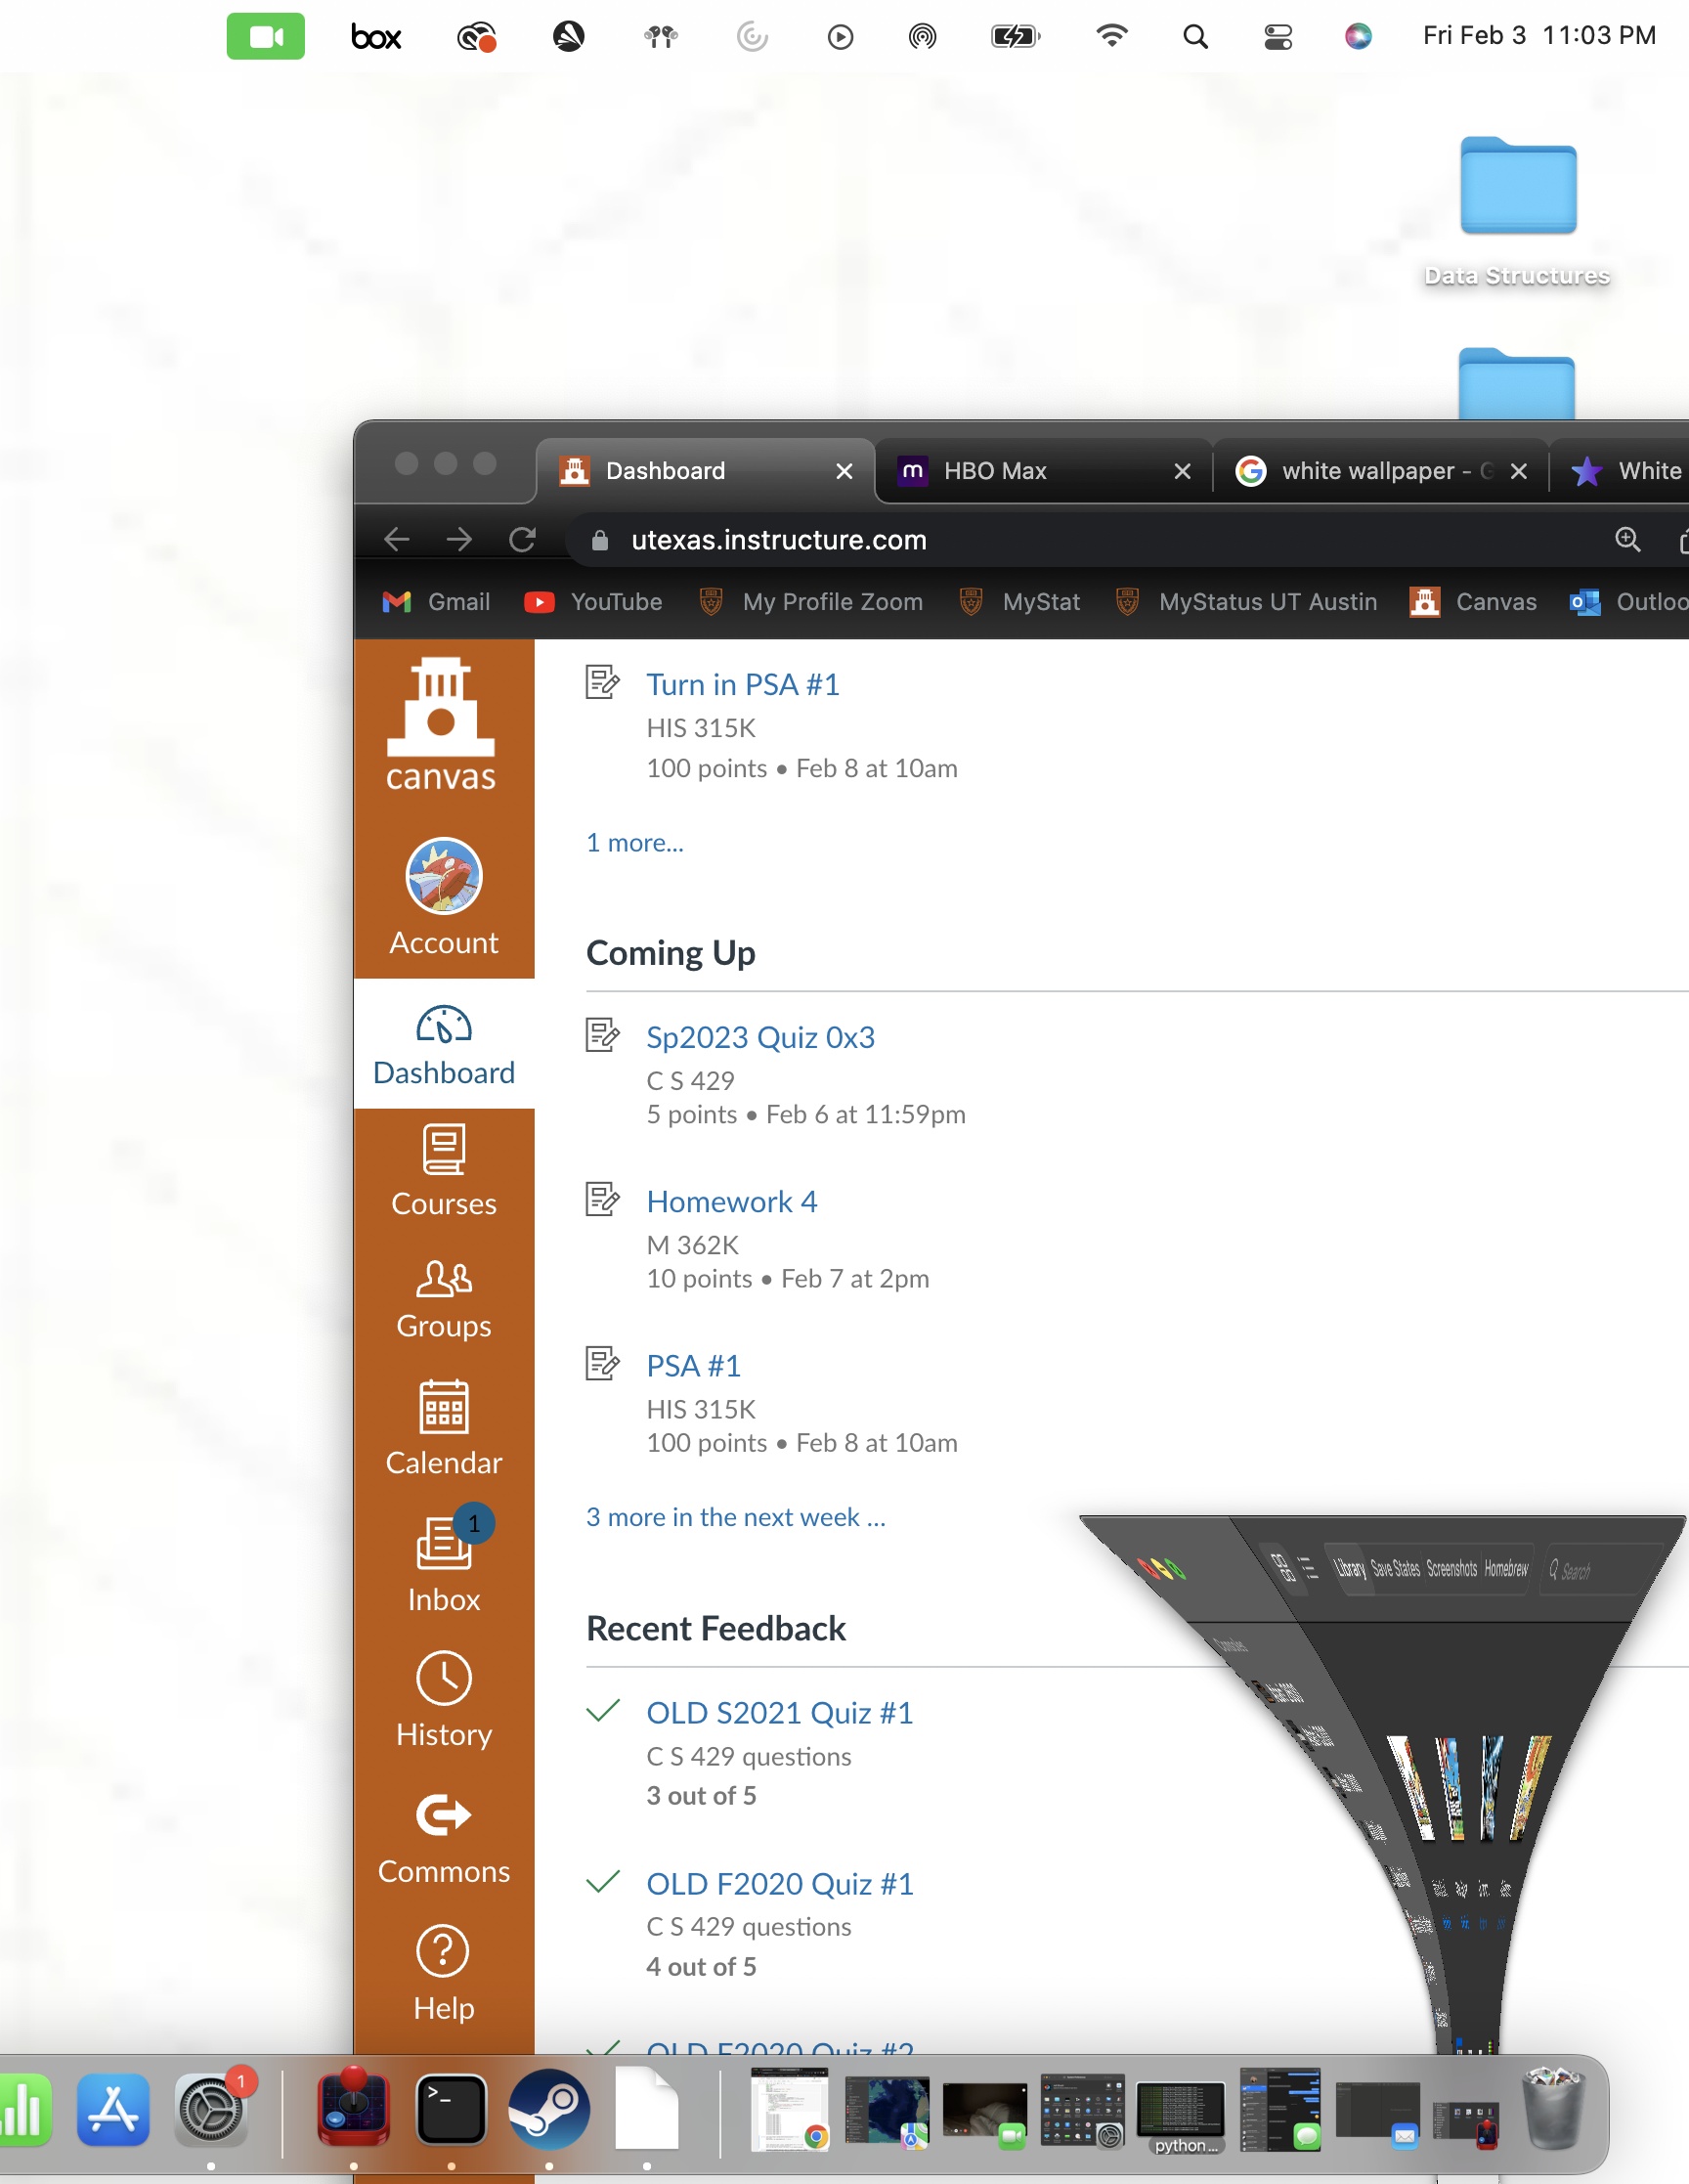 box
Fri Feb 3 11:03 PM
Data Structures
Dashboard
HBO Max
white wallpaper - G
White
utexas.instructure.com
Gmail
YouTube
My Profile Zoom
MyStat
MyStatus UT Austin
Canvas
Outloo
canvas
Account
Dashboard
Courses
Groups
Calendar
1
Inbox
History
Commons
Help
Turn in PSA #1
HIS 315K
100 points • Feb 8 at 10am
1 more...
Coming Up
Sp2023 Quiz 0x3
C S 429
5 points • Feb 6 at 11:59pm
Homework 4
M 362K
10 points • Feb 7 at 2pm
PSA #1
HIS 315K
100 points • Feb 8 at 10am
3 more in the next week ...
Recent Feedback
OLD S2021 Quiz #1
C S 429 questions
3 out of 5
OLD F2020 Quiz #1
C S 429 questions
4 out of 5
OLD F2020 Quiz #2
Library Save States Screenshots Homebrew
Search
Consoles
1
python...